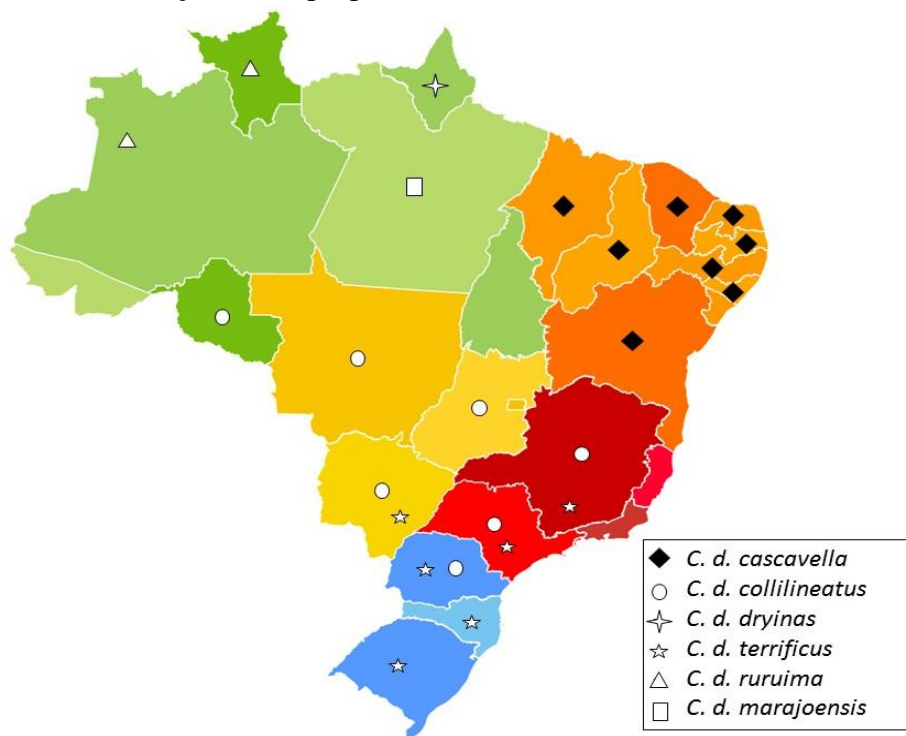 C. d. cascavella
C. d. collilineatus
C. d. dryinas
C. d. terrificus
C. d. ruruima
C. d. marajoensis